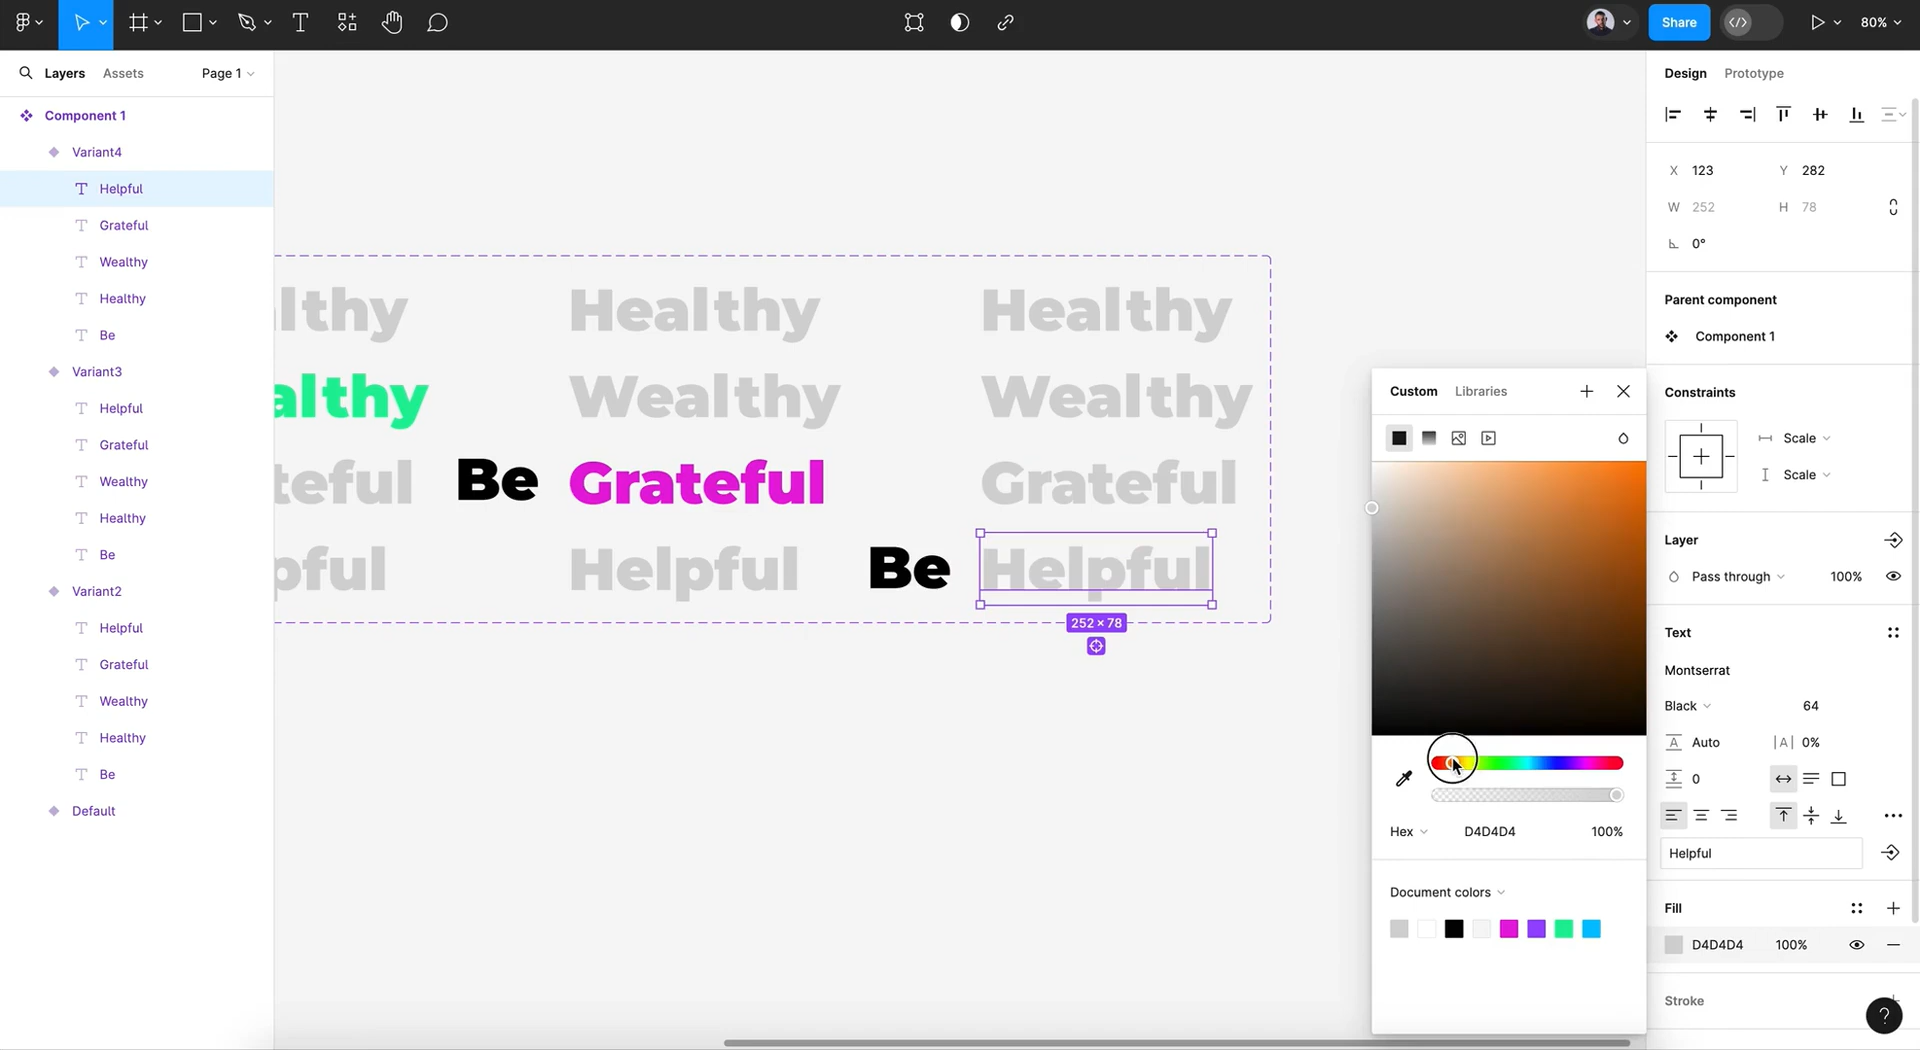 Share
80%
Layers
Assets
Page 1
Component 1
Variant4
Helpful
Grateful
Wealthy
Healthy
Be
Variant3
Helpful
Grateful
Wealthy
Healthy
Be
Variant2
Helpful
Grateful
Wealthy
Healthy
Be
Default
lthy
Healthy
Healthy
althy
Wealthy
Wealthy
teful
Be
Grateful
Grateful
pful
Helpful
Be
Helpful
252 × 78
Custom
Libraries
Hex
D4D4D4
100%
Document colors
Design
Prototype
X 123
Y 282
W 252
H 78
0°
Parent component
Component 1
Constraints
Scale
Scale
Layer
Pass through
100%
Text
Montserrat
Black
64
A Auto
|A| 0%
0
Helpful
Fill
D4D4D4
100%
Stroke
?